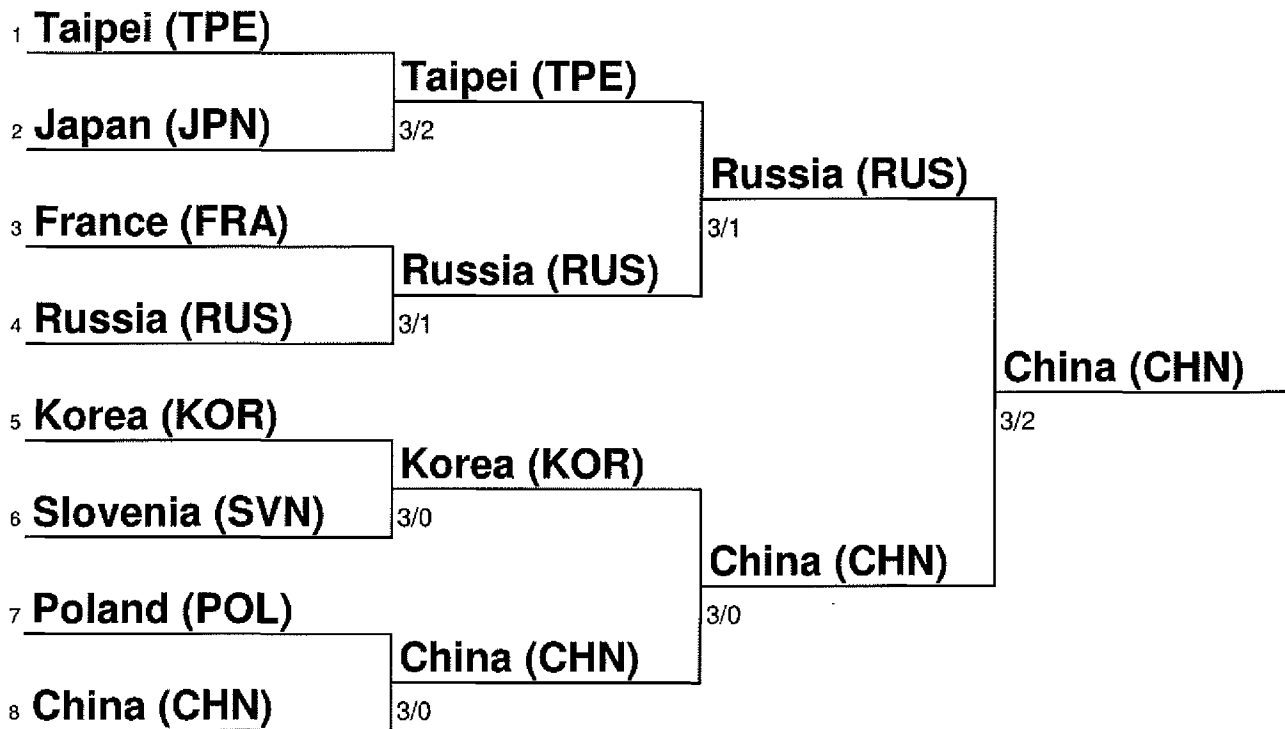 1 Taipei (TPE)
Taipei (TPE)
2 Japan (JPN)
3/2
Russia (RUS)
3 France (FRA)
3/1
Russia (RUS)
4 Russia (RUS)
3/1
China (CHN)
5 Korea (KOR)
3/2
Korea (KOR)
6 Slovenia (SVN)
3/0
China (CHN)
7 Poland (POL)
3/0
China (CHN)
8 China (CHN)
3/0